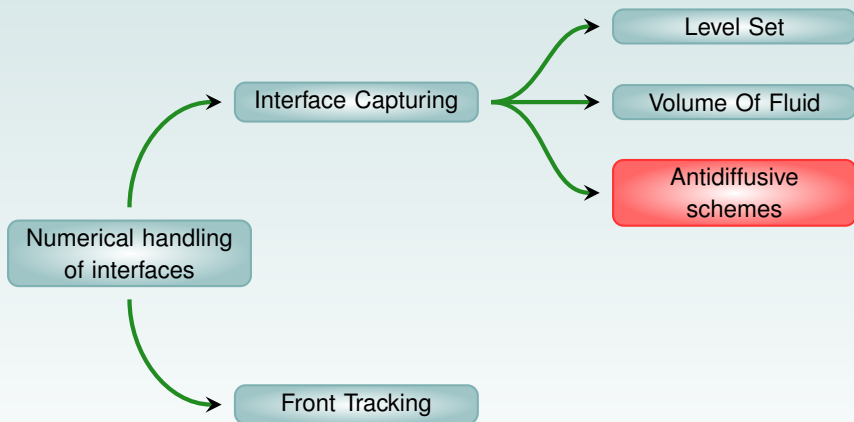 Level Set
Interface Capturing
Volume Of Fluid
Antidiffusive
schemes
Numerical handling
of interfaces
Front Tracking